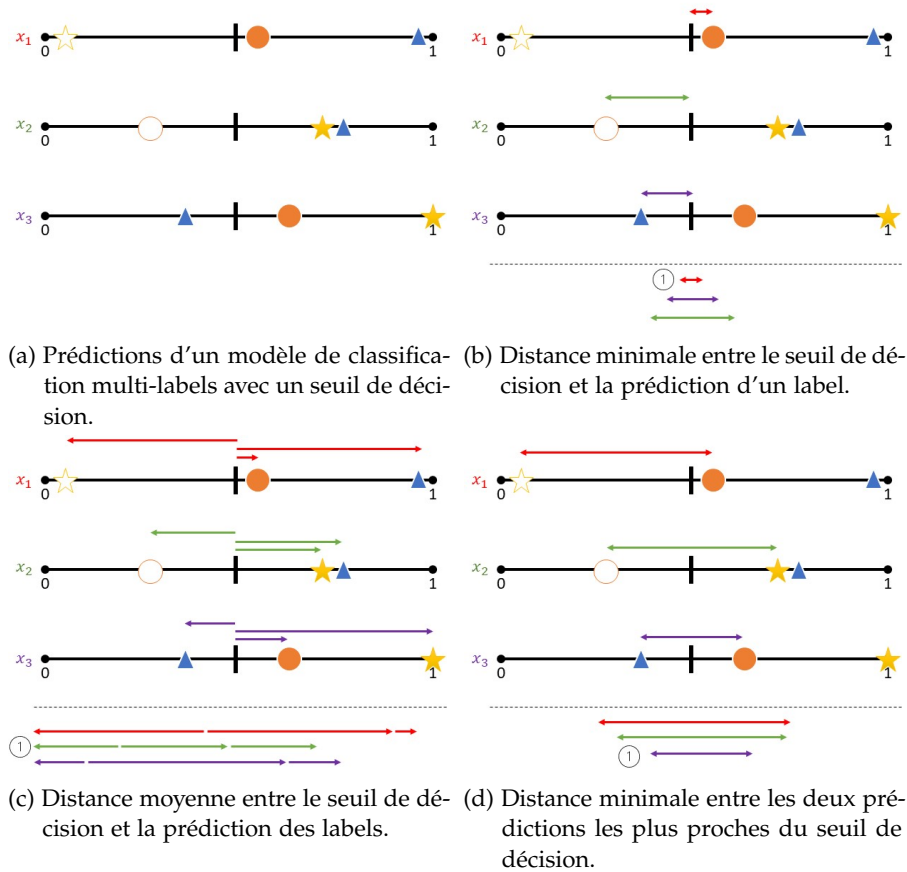 x₁
0
1
x₂
0
1
x₃
0
1
(a) Prédictions d'un modèle de classifica-
tion multi-labels avec un seuil de déci-
sion.
x₁
0
1
x₂
0
1
x₃
0
1
1
(b) Distance minimale entre le seuil de dé-
cision et la prédiction d'un label.
x₁
0
1
x₂
0
1
x₃
0
1
1
(c) Distance moyenne entre le seuil de dé-
cision et la prédiction des labels.
x₁
0
1
x₂
0
1
x₃
0
1
1
(d) Distance minimale entre les deux pré-
dictions les plus proches du seuil de
décision.